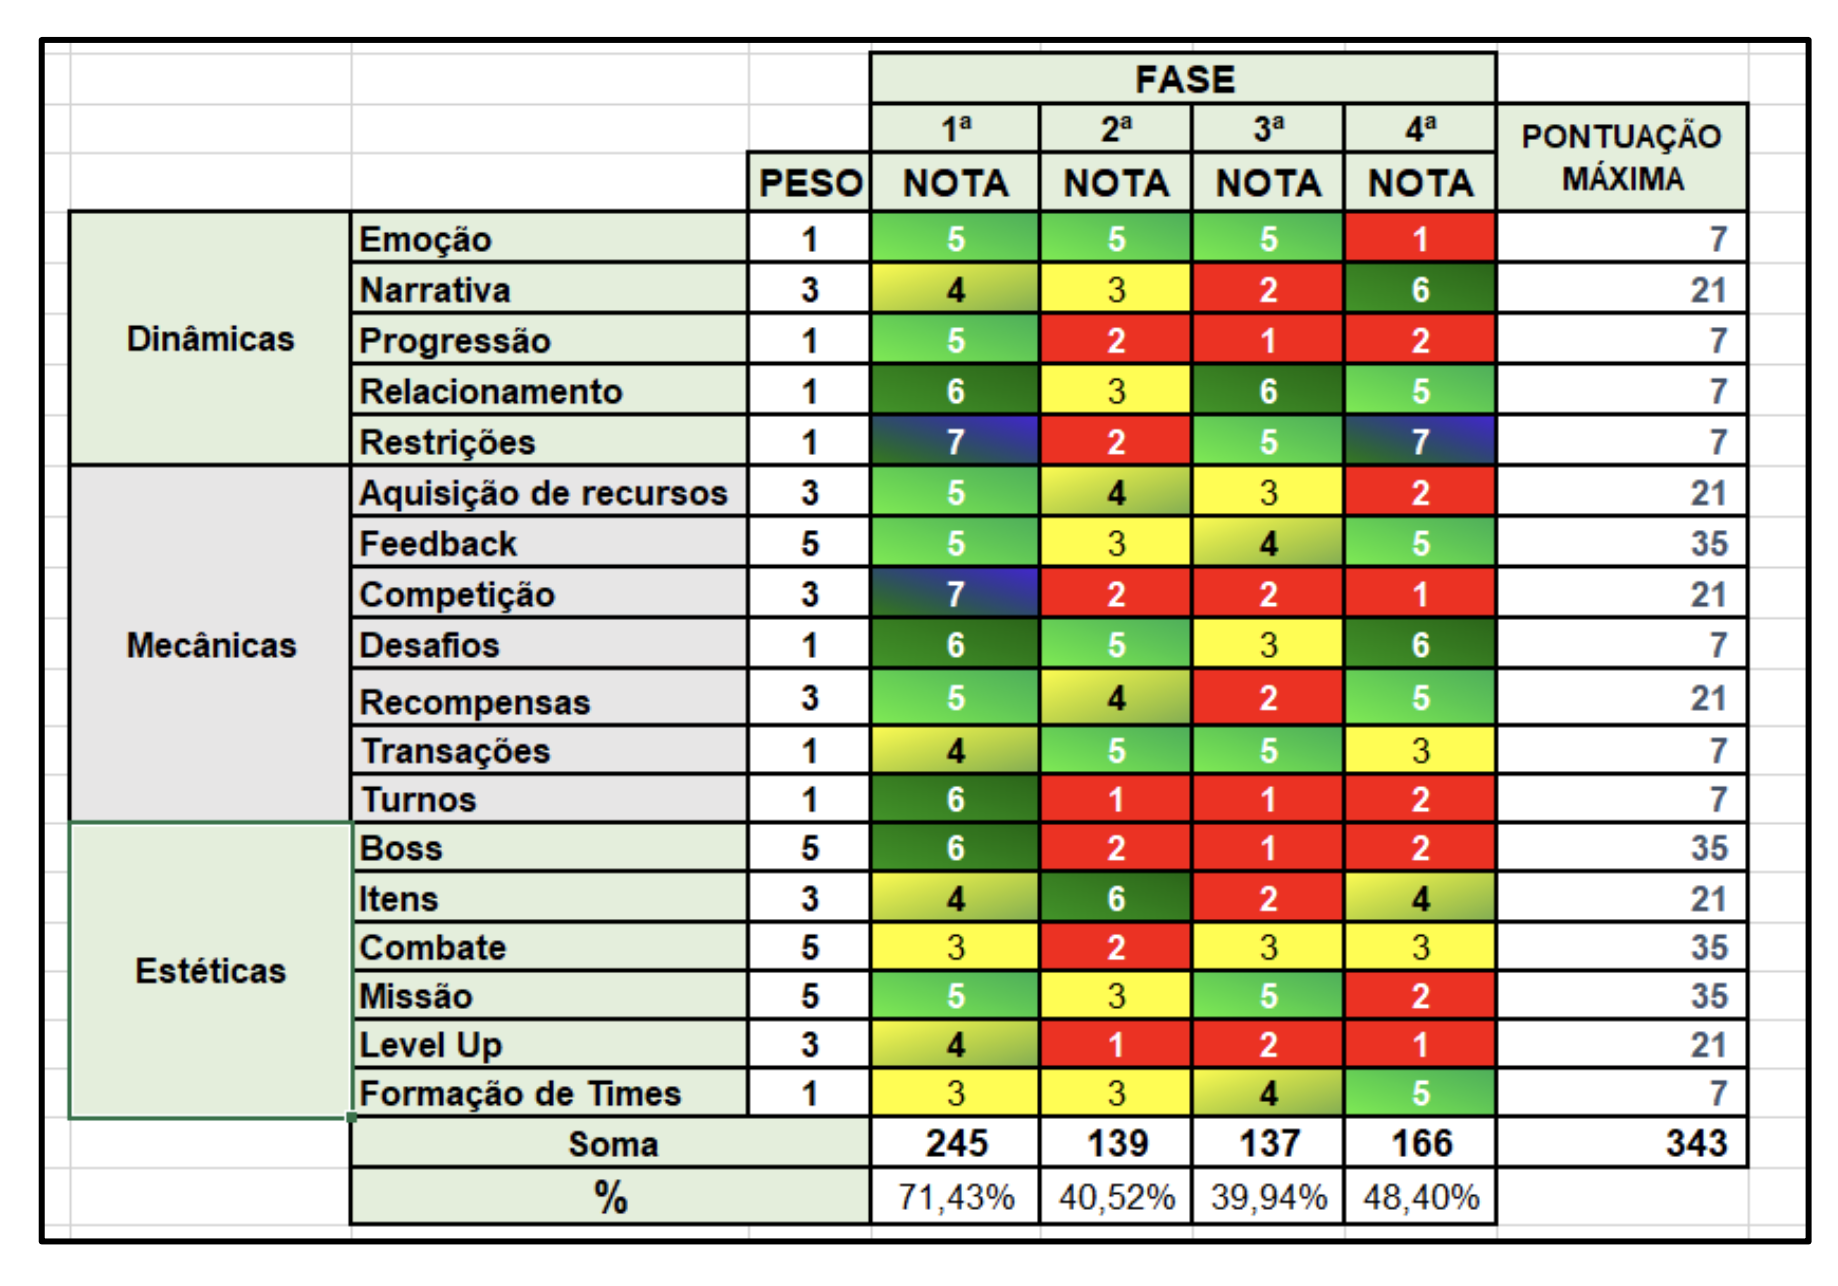 FASE
1ª 2ª 3ª 4ª PONTUAÇÃO MÁXIMA
PESO NOTA NOTA NOTA NOTA
Dinâmicas
Emoção 1 5 5 5 1 7
Narrativa 3 4 3 2 6 21
Progressão 1 5 2 1 2 7
Relacionamento 1 6 3 6 5 7
Restrições 1 7 2 5 7 7
Mecânicas
Aquisição de recursos 3 5 4 3 2 21
Feedback 5 5 3 4 5 35
Competição 3 7 2 2 1 21
Desafios 1 6 5 3 6 7
Recompensas 3 5 4 2 5 21
Transações 1 4 5 5 3 7
Turnos 1 6 1 1 2 7
Estéticas
Boss 5 6 2 1 2 35
Itens 3 4 6 2 4 21
Combate 5 3 2 3 3 35
Missão 5 5 3 5 2 35
Level Up 3 4 1 2 1 21
Formação de Times 1 3 3 4 5 7
Soma 245 139 137 166 343
% 71,43% 40,52% 39,94% 48,40%